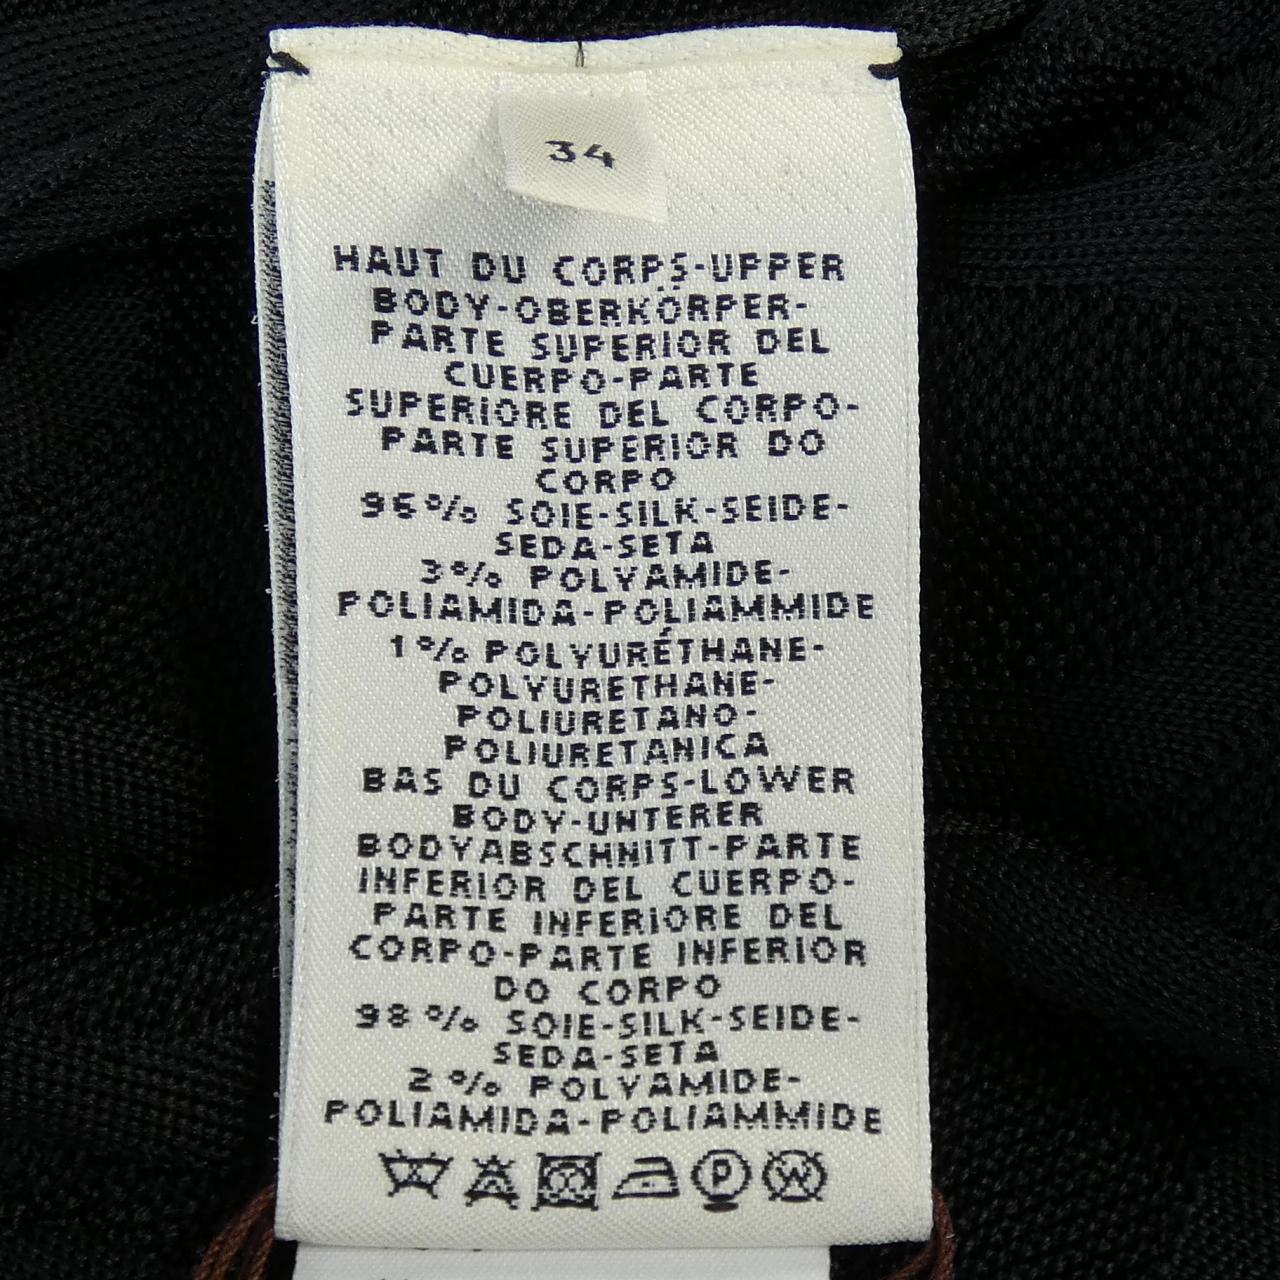 34
HAUT DU CORPS-UPPER
BODY-OBERKÖRPER-
PARTE SUPERIOR DEL
CUERPO-PARTE
SUPERIORE DEL CORPO-
PARTE SUPERIOR DO
CORPO
96% SOIE-SILK-SEIDE-
SEDA-SETA
3% POLYAMIDE-
POLIAMIDA-POLIAMMIDE
1% POLYURÉTHANE-
POLYURETHANE-
POLIURETANO-
POLIURETANICA
BAS DU CORPS-LOWER
BODY-UNTERER
BODYABSCHNITT-PARTE
INFERIOR DEL CUERPO-
PARTE INFERIORE DEL
CORPO-PARTE INFERIOR
DO CORPO
98% SOIE-SILK-SEIDE-
SEDA-SETA
2% POLYAMIDE-
POLIAMIDA-POLIAMMIDE
P W